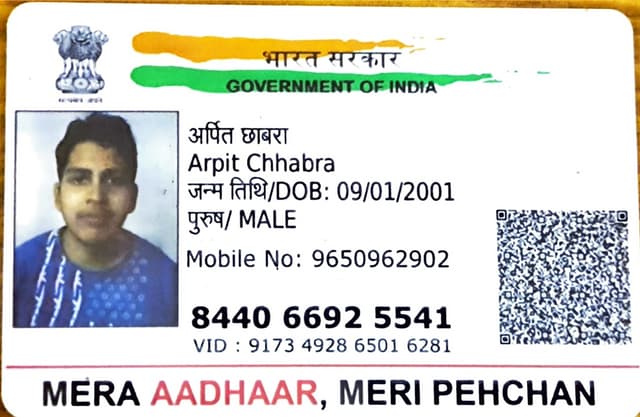 सत्यमेव जयते
भारत सरकार
GOVERNMENT OF INDIA
अर्पित छाबरा
Arpit Chhabra
जन्म तिथि/DOB: 09/01/2001
पुरुष/ MALE
Mobile No: 9650962902
8440 6692 5541
VID : 9173 4928 6501 6281
MERA AADHAAR, MERI PEHCHAN